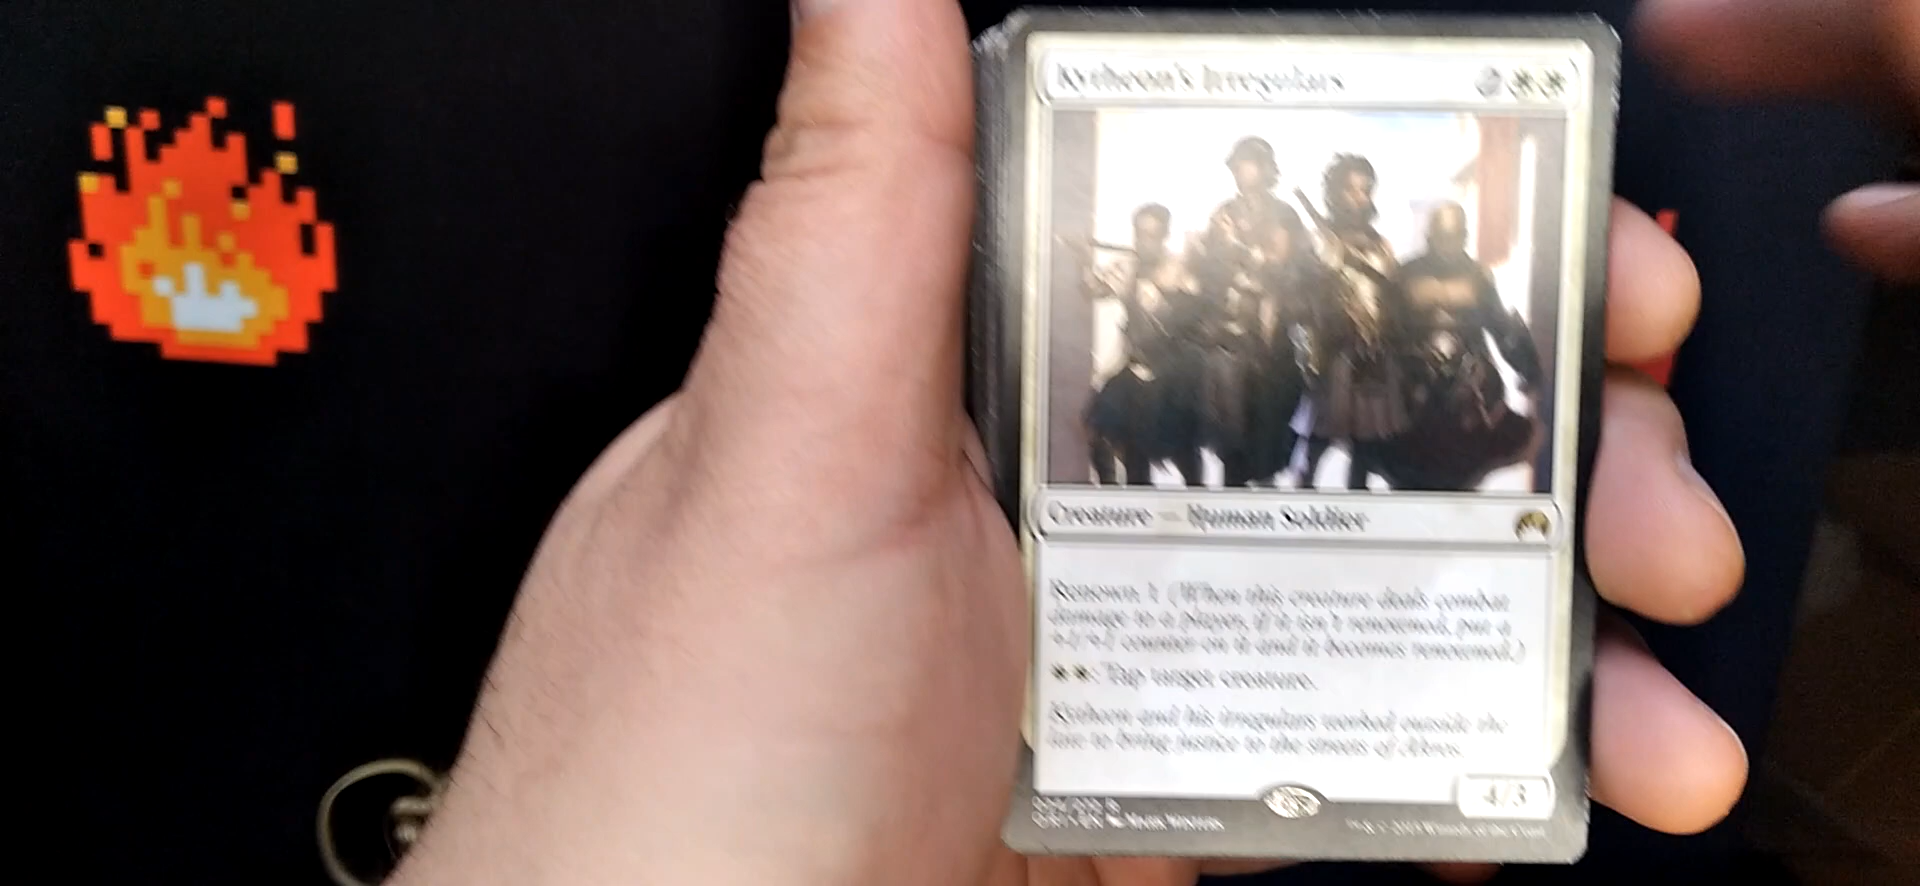 Kytheon's Irregulars
Creature — Human Soldier
Renown 1 (When this creature deals combat
damage to a player, if it isn't renowned, put a
+1/+1 counter on it and it becomes renowned.)
: Tap target creature.
Kytheon and his irregulars worked outside the
law to bring justice to the streets of Akros.
4/3